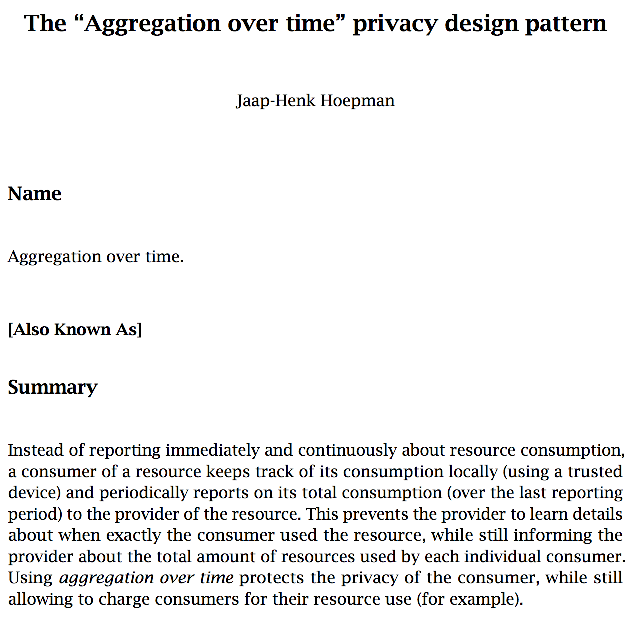 The “Aggregation over time” privacy design pattern
Jaap-Henk Hoepman
Name
Aggregation over time.
[Also Known As]
Summary
Instead of reporting immediately and continuously about resource consumption,
a consumer of a resource keeps track of its consumption locally (using a trusted
device) and periodically reports on its total consumption (over the last reporting
period) to the provider of the resource. This prevents the provider to learn details
about when exactly the consumer used the resource, while still informing the
provider about the total amount of resources used by each individual consumer.
Using aggregation over time protects the privacy of the consumer, while still
allowing to charge consumers for their resource use (for example).